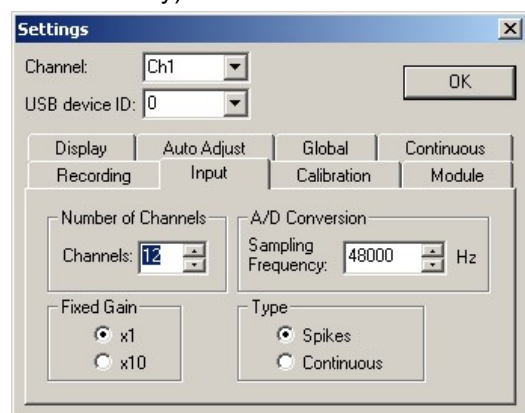 Settings
Channel: Ch1
OK
USB device ID: 0
Display Auto Adjust Global Continuous
Recording Input Calibration Module
Number of Channels A/D Conversion
Channels: 12 Sampling Frequency: 48000 Hz
Fixed Gain Type
x1 Spikes
x10 Continuous